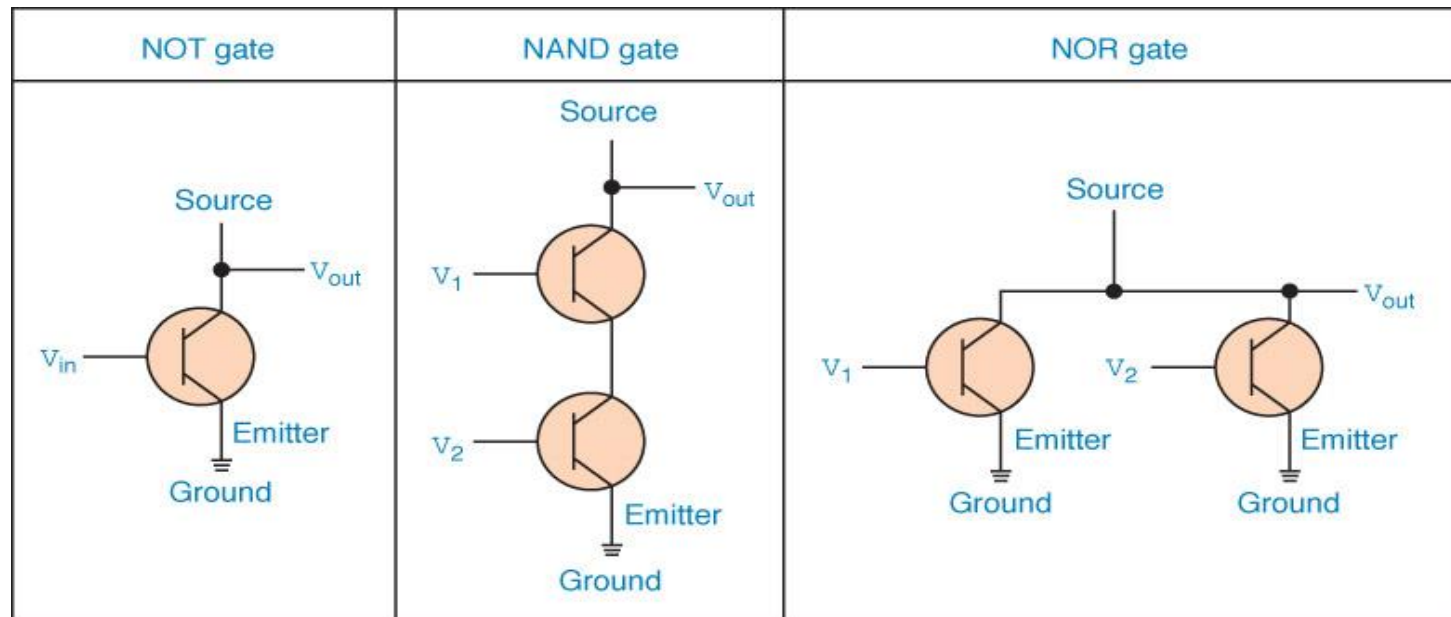 NOT gate
NAND gate
NOR gate
Source
Vout
Vin
Emitter
Ground
Source
Vout
V1
V2
Emitter
Ground
Source
Vout
V1
V2
Emitter
Emitter
Ground
Ground